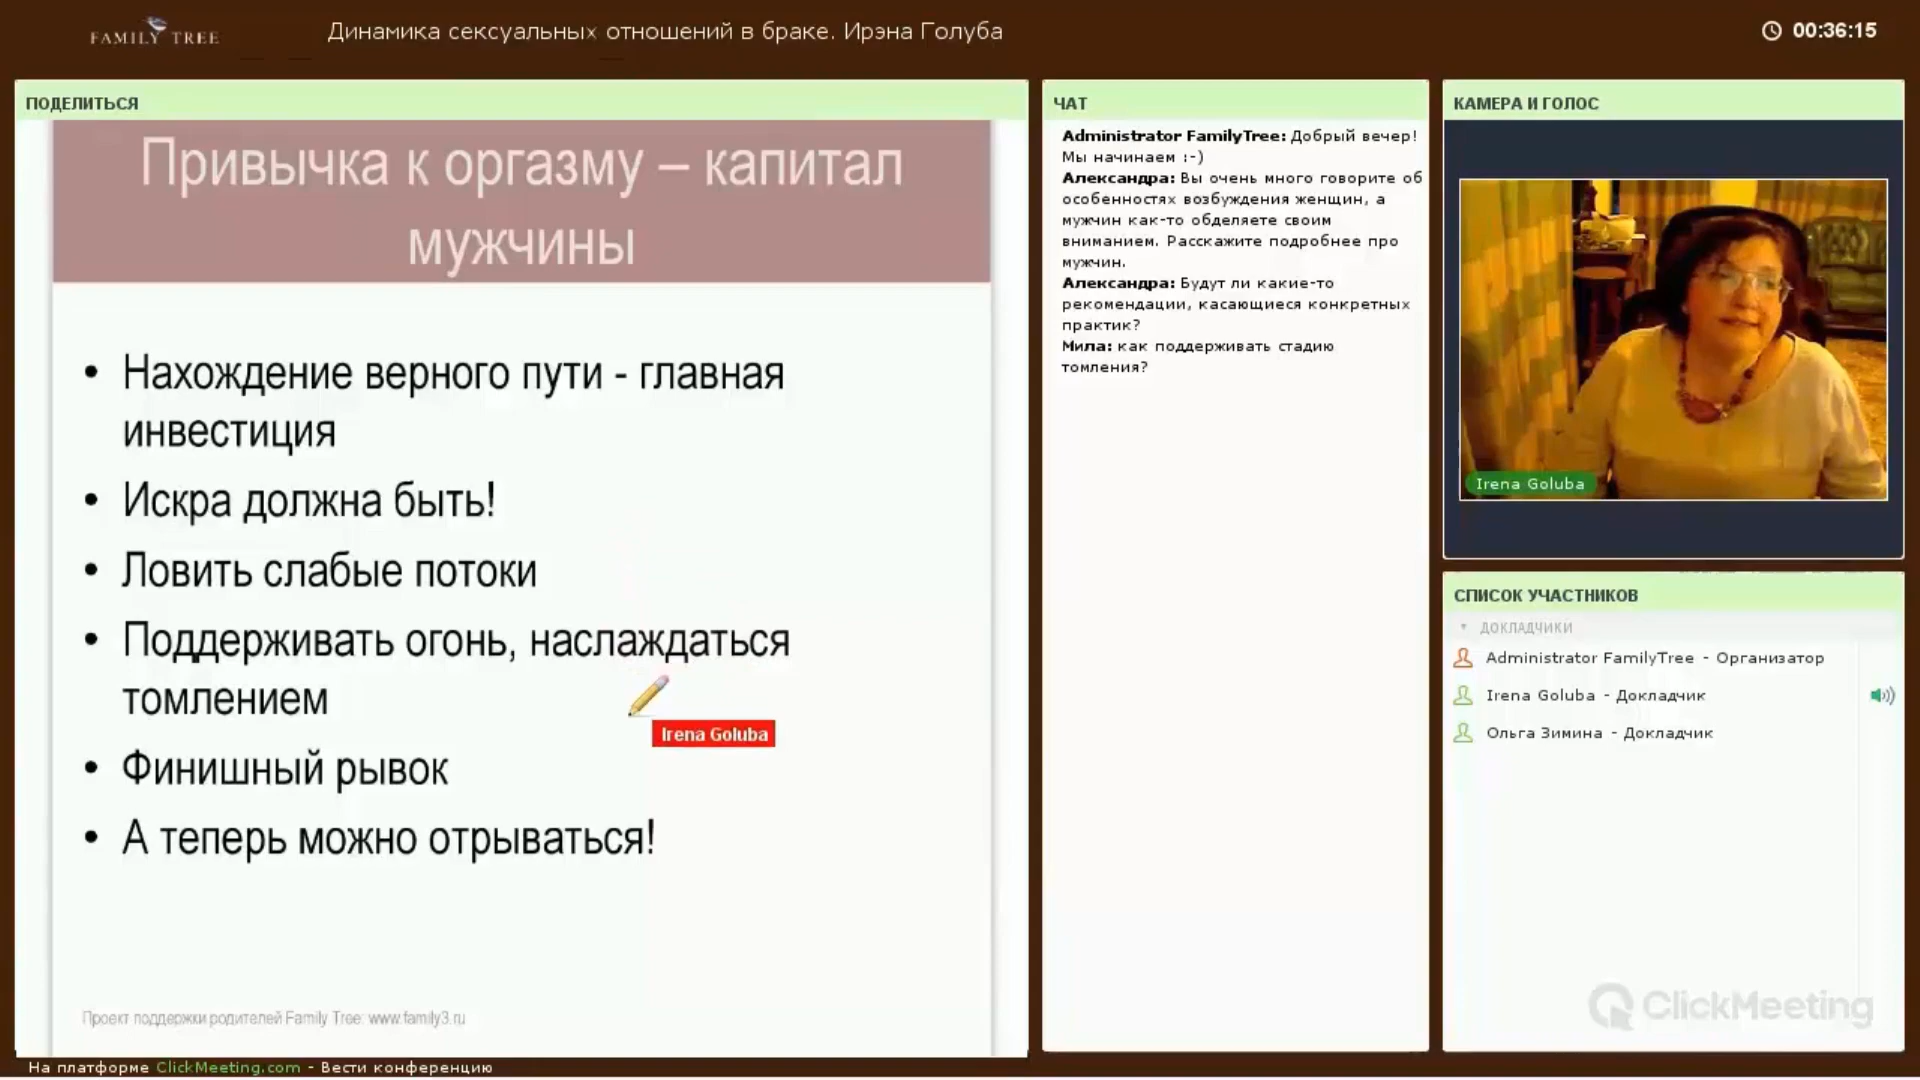 FAMILY TREE
Динамика сексуальных отношений в браке. Ирэна Голуба
00:36:15
ПОДЕЛИТЬСЯ
Привычка к оргазму – капитал
мужчины
• Нахождение верного пути - главная
инвестиция
• Искра должна быть!
• Ловить слабые потоки
• Поддерживать огонь, наслаждаться
томлением
Irena Goluba
• Финишный рывок
• А теперь можно отрываться!
Проект поддержки родителей Family Tree: www.family3.ru
ЧАТ
Administrator FamilyTree: Добрый вечер!
Мы начинаем :-)
Александра: Вы очень много говорите об
особенностях возбуждения женщин, а
мужчин как-то обделяете своим
вниманием. Расскажите подробнее про
мужчин.
Александра: Будут ли какие-то
рекомендации, касающиеся конкретных
практик?
Мила: как поддерживать стадию
томления?
КАМЕРА И ГОЛОС
Irena Goluba
СПИСОК УЧАСТНИКОВ
ДОКЛАДЧИКИ
Administrator FamilyTree - Организатор
Irena Goluba - Докладчик
Ольга Зимина - Докладчик
ClickMeeting
На платформе ClickMeeting.com - Вести конференцию